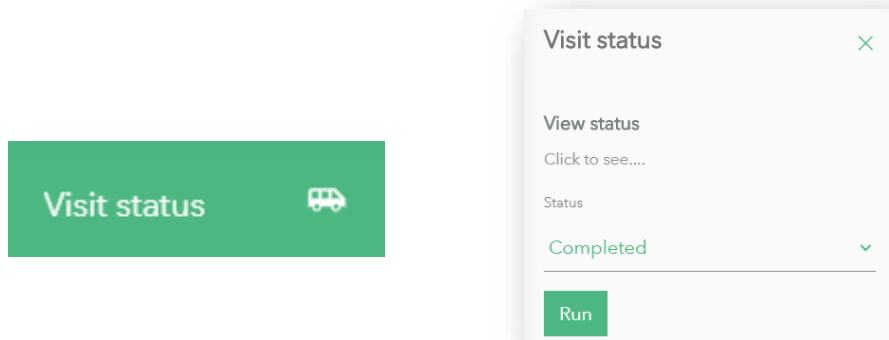 Visit status
Visit status
View status
Click to see....
Status
Completed
Run